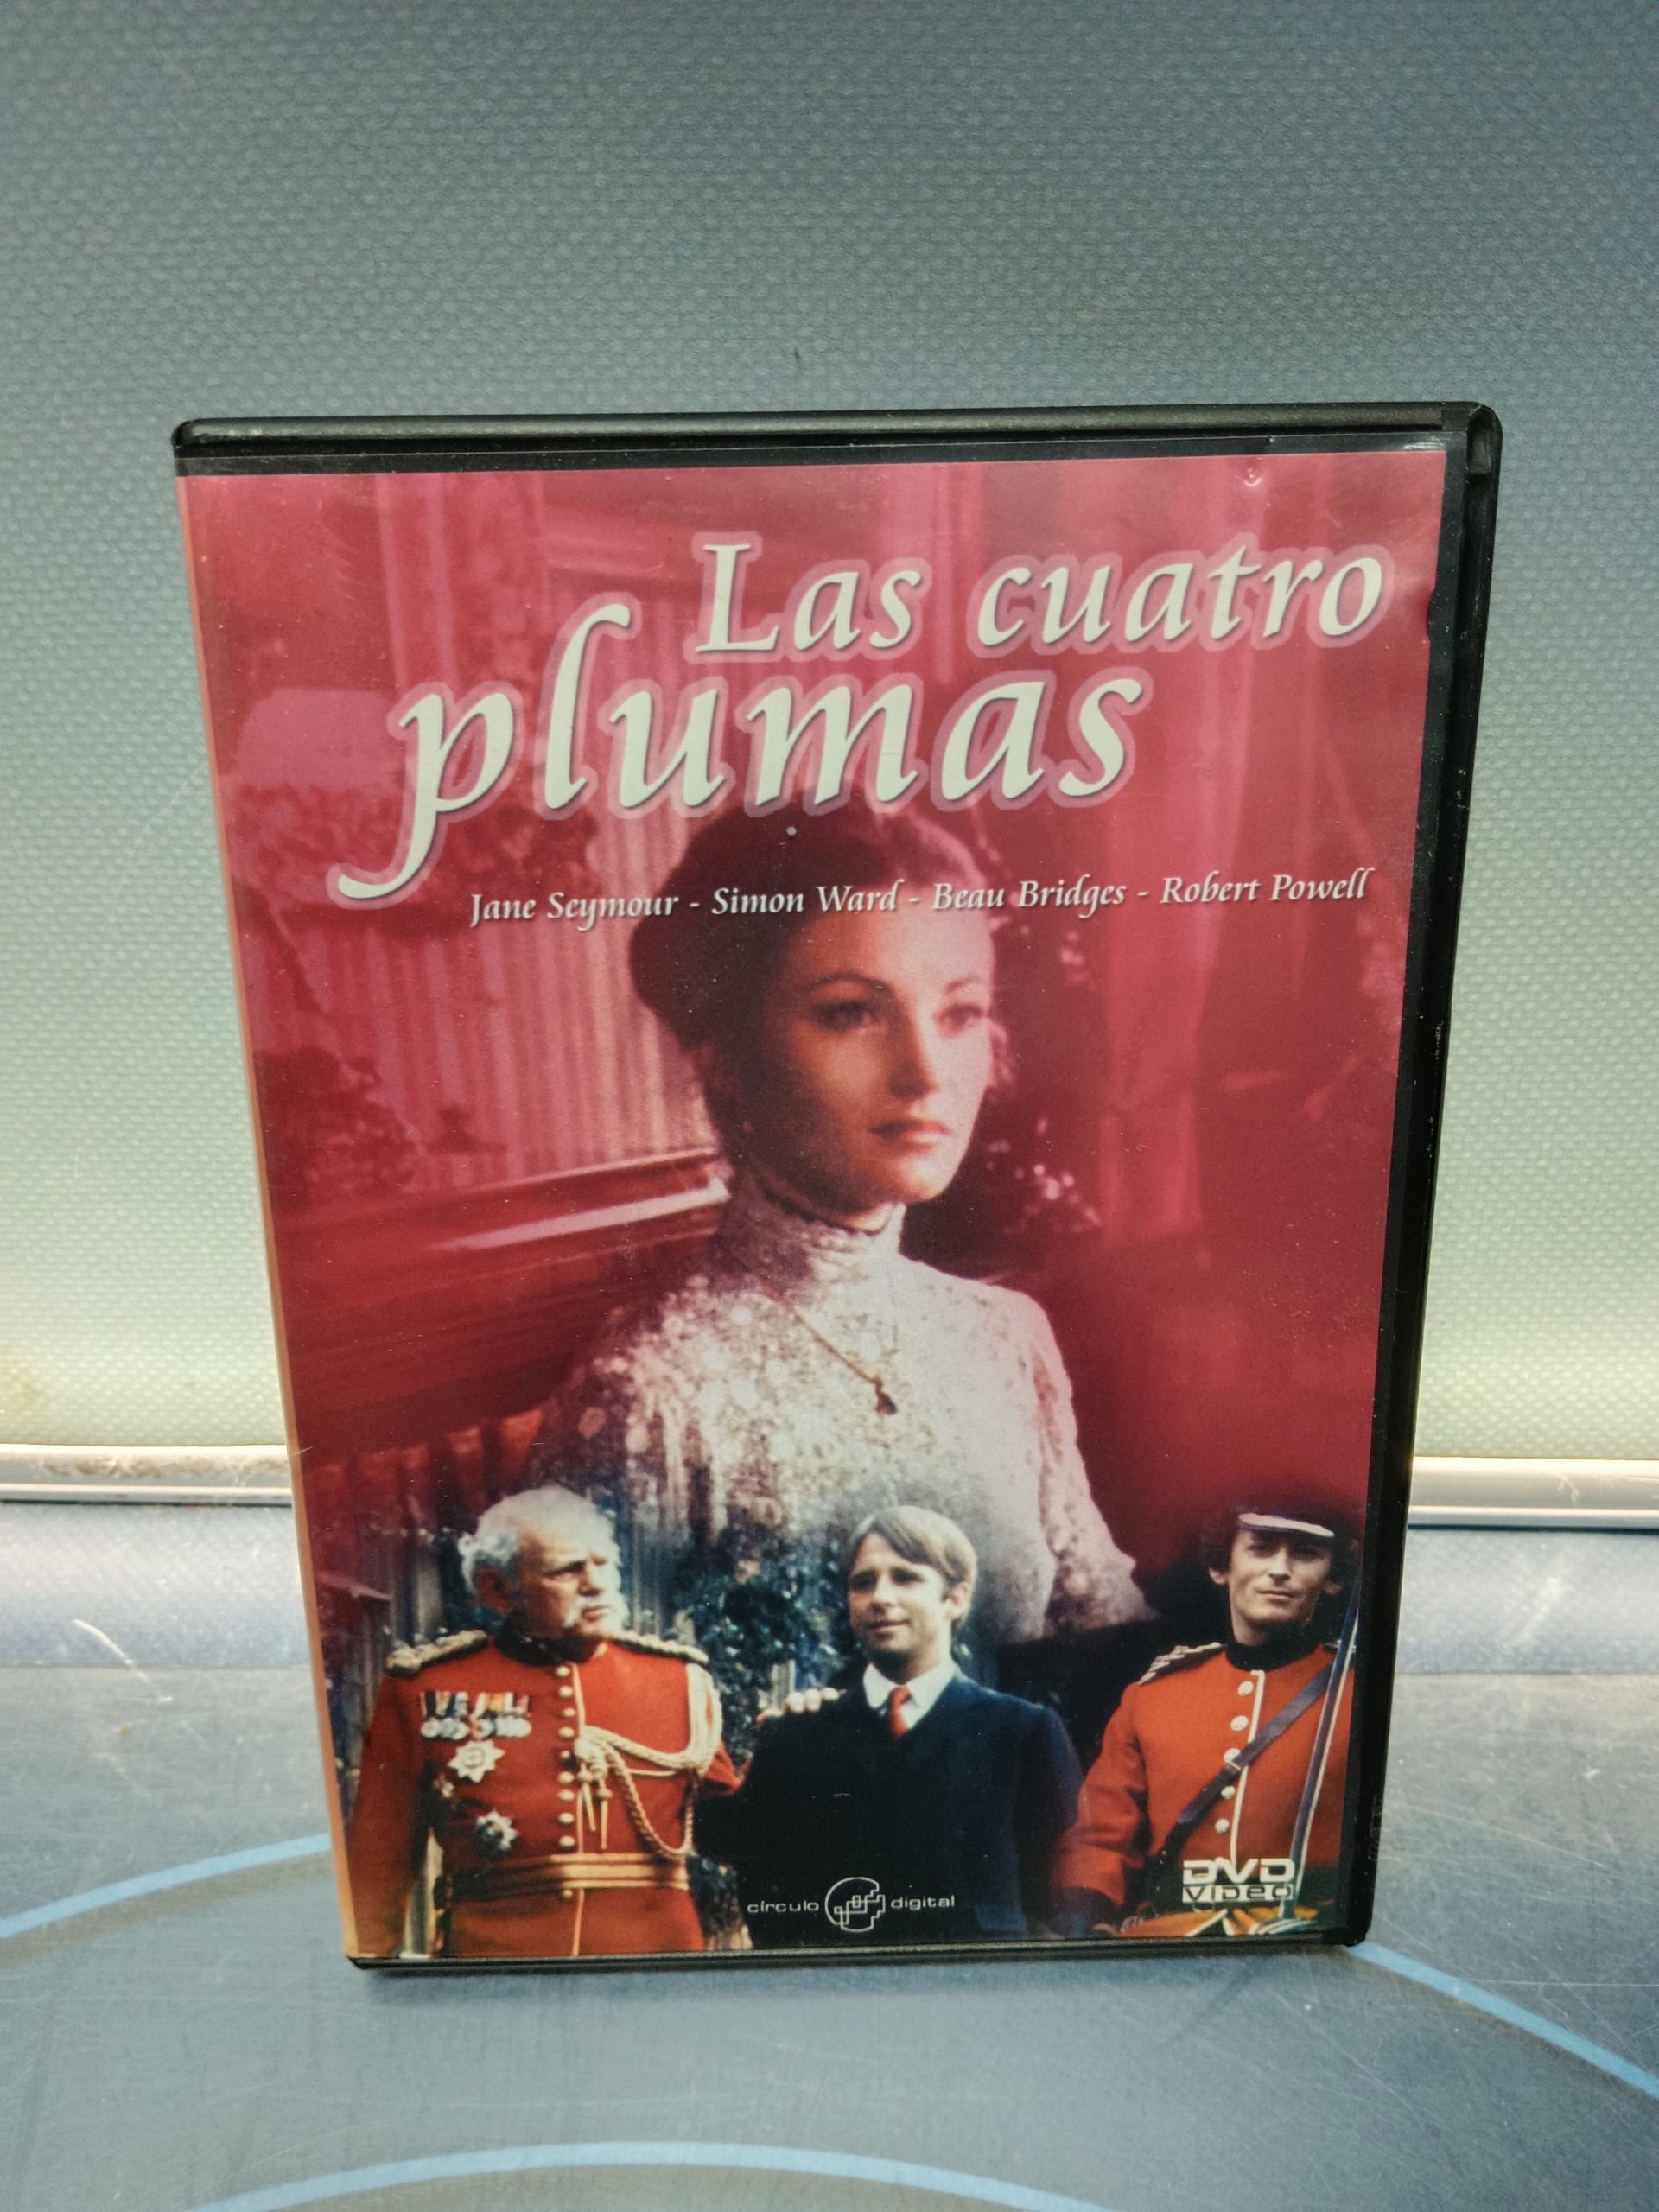 Las cuatro
plumas
Jane Seymour - Simon Ward - Beau Bridges - Robert Powell
círculo digital
DVD
VIDEO